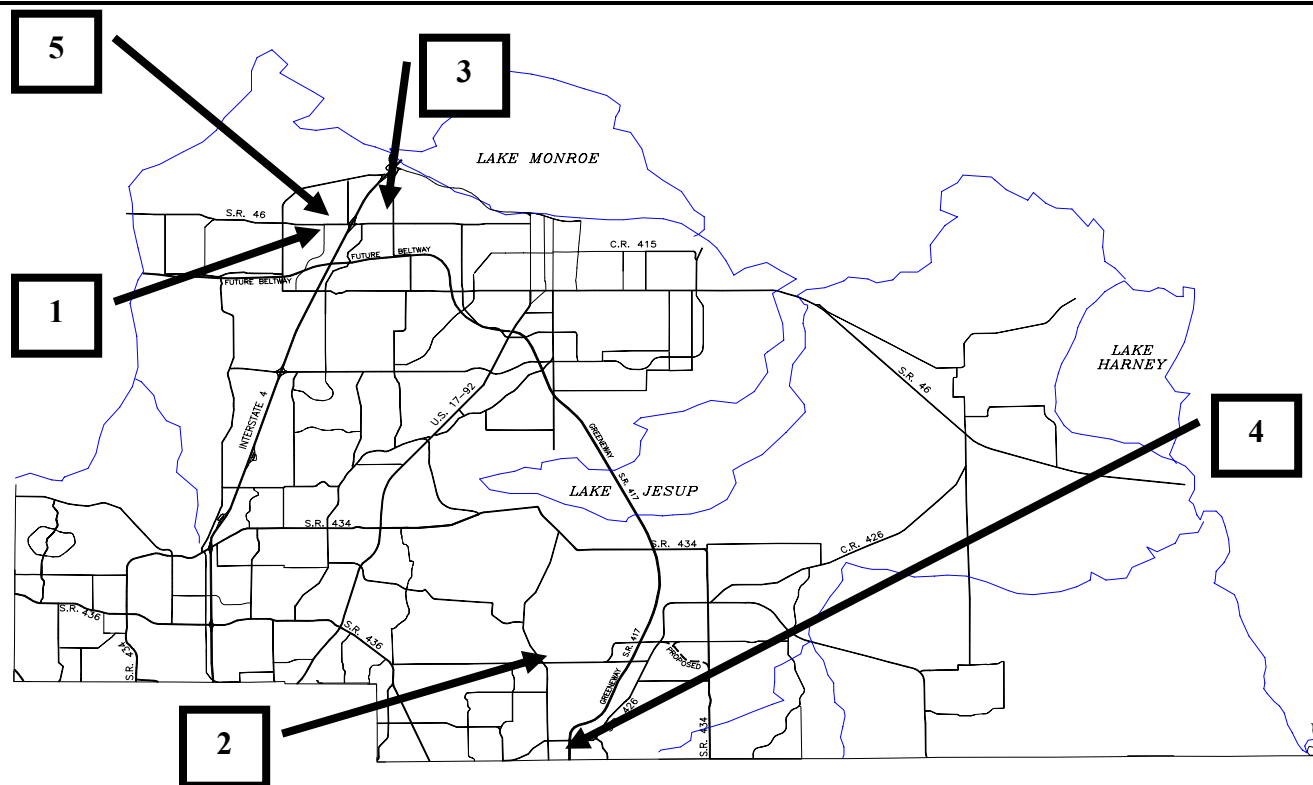 5
3
LAKE MONROE
S.R. 46
C.R. 415
FUTURE BELTWAY
FUTURE BELTWAY
1
LAKE
HARNEY
S.R. 46
INTERSTATE 4
U.S. 17-92
4
GREENEWAY S.R. 417
LAKE JESUP
S.R. 434
S.R. 434
C.R. 426
S.R. 436
S.R. 436
S.R. 434
PROPOSED
GREENEWAY S.R. 417
426
S.R. 434
2